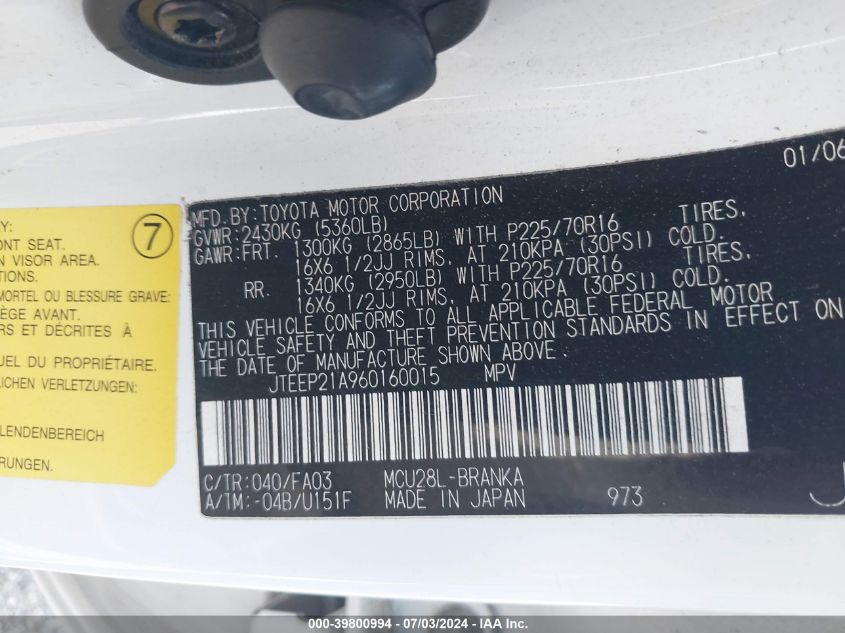 01/06
MFD. BY: TOYOTA MOTOR CORPORATION
GVWR: 2430KG (5360LB)
GAWR: FRT. 1300KG (2865LB) WITH P225/70R16 TIRES,
16X6 1/2JJ RIMS, AT 210KPA (30PSI) COLD.
RR. 1340KG (2950LB) WITH P225/70R16 TIRES,
16X6 1/2JJ RIMS, AT 210KPA (30PSI) COLD.
THIS VEHICLE CONFORMS TO ALL APPLICABLE FEDERAL MOTOR
VEHICLE SAFETY AND THEFT PREVENTION STANDARDS IN EFFECT ON
THE DATE OF MANUFACTURE SHOWN ABOVE.
JTEEP21A960160015 MPV
C/TR: 040/FA03 MCU28L-BRANKA
A/TM: -04B/U151F MADE IN JAPAN 973
7
RY:
ONT SEAT.
N VISOR AREA.
TIONS.
MORTEL OU BLESSURE GRAVE:
IÈGE AVANT.
RS ET DÉCRITES À
UEL DU PROPRIÉTAIRE.
LICHEN VERLETZUNGEN:
LENDENBEREICH
000-39800994 / 07/03/2024 - IAA Inc.